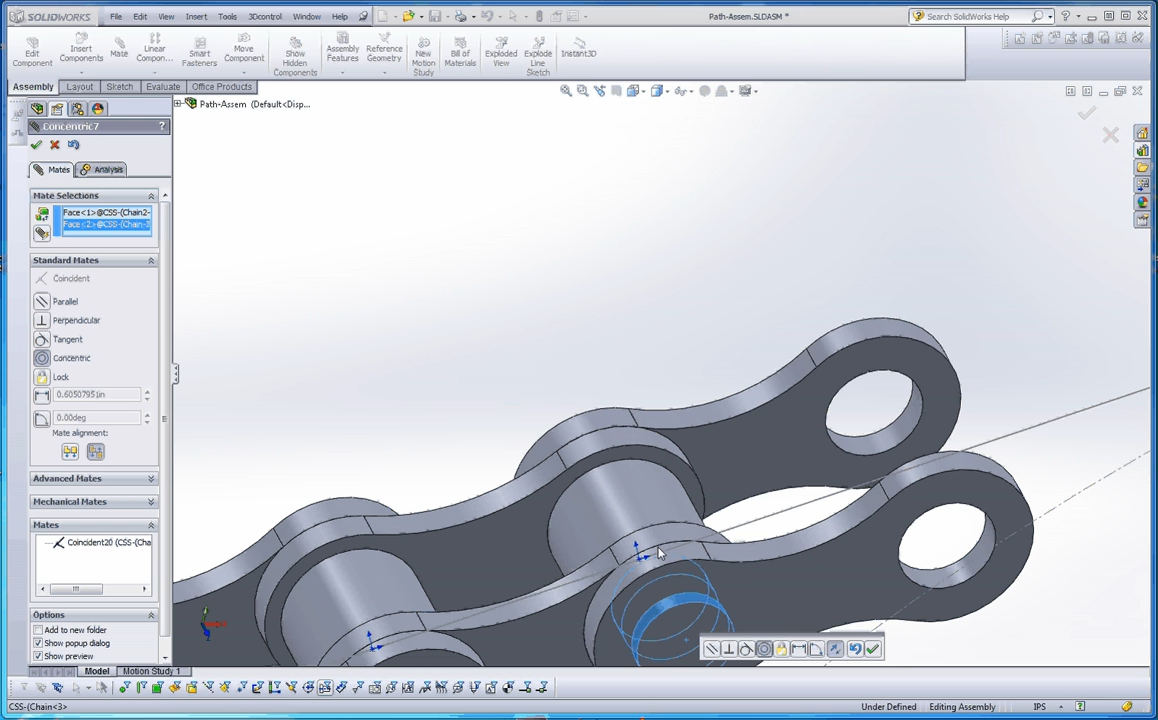 SOLIDWORKS
File Edit View Insert Tools 3Dcontrol Window Help
Path-Assem.SLDASM *
Search SolidWorks Help
Edit Component
Insert Components
Mate
Linear Compon...
Smart Fasteners
Move Component
Show Hidden Components
Assembly Features
Reference Geometry
New Motion Study
Bill of Materials
Exploded View
Explode Line Sketch
Instant3D
Assembly Layout Sketch Evaluate Office Products
Path-Assem (Default<Disp...
Concentric7 ?
Mates Analysis
Mate Selections
Face<1>@CSS-(Chain2-
Face<2>@CSS-(Chain-3
Standard Mates
Coincident
Parallel
Perpendicular
Tangent
Concentric
Lock
0.6050795in
0.00deg
Mate alignment:
Advanced Mates
Mechanical Mates
Mates
Coincident20 (CSS-(Cha
Options
Add to new folder
Show popup dialog
Show preview
Model Motion Study 1
CSS-(Chain<3>
Under Defined Editing Assembly IPS